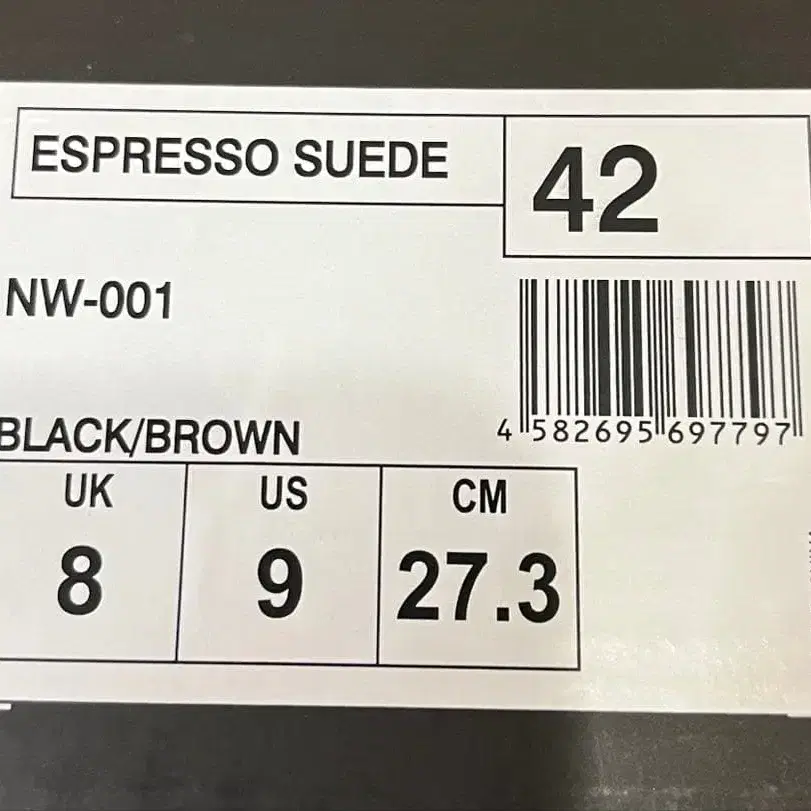 ESPRESSO SUEDE
42
NW-001
4 582695 697797
BLACK/BROWN
UK US CM
8 9 27.3